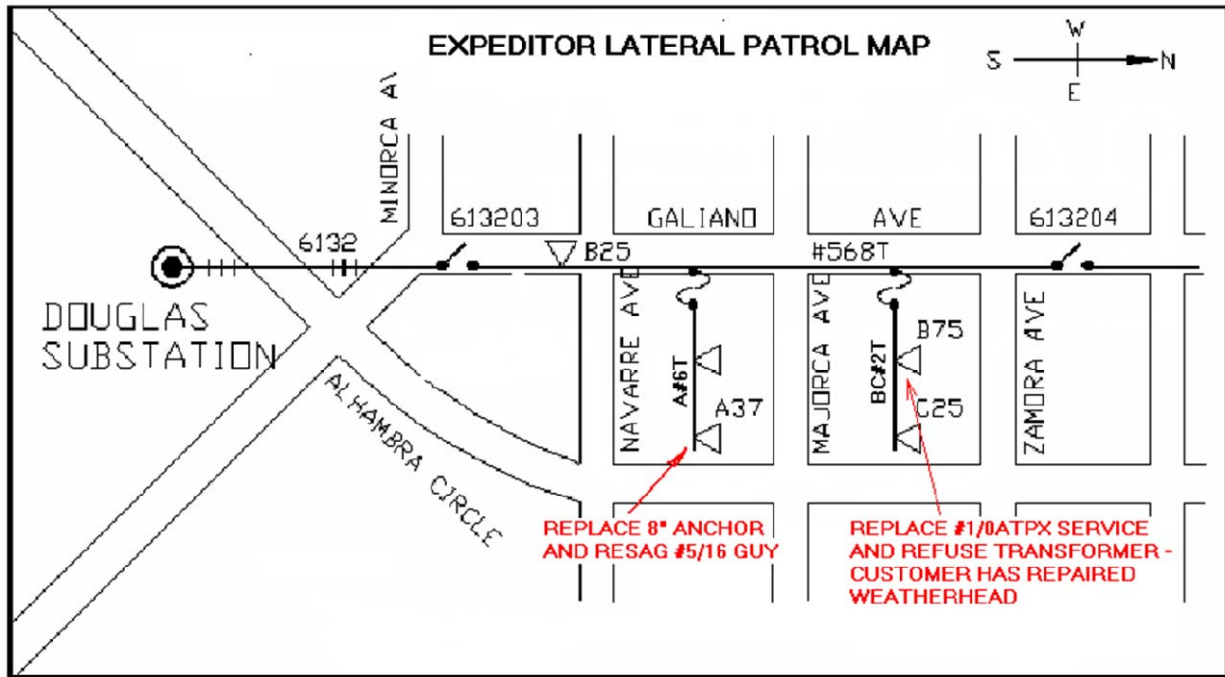 EXPEDITOR LATERAL PATROL MAP
W
S
N
E
MINORCA AV
613203
GALIANO AVE
613204
6132
B25
#568T
DOUGLAS
SUBSTATION
NAVARRE AVE
A#6T
A37
MAJORCA AVE
BC#2T
B75
C25
ZAMORA AVE
ALHAMBRA CIRCLE
REPLACE 8" ANCHOR
AND RESAG #5/16 GUY
REPLACE #1/0ATPX SERVICE
AND REFUSE TRANSFORMER -
CUSTOMER HAS REPAIRED
WEATHERHEAD